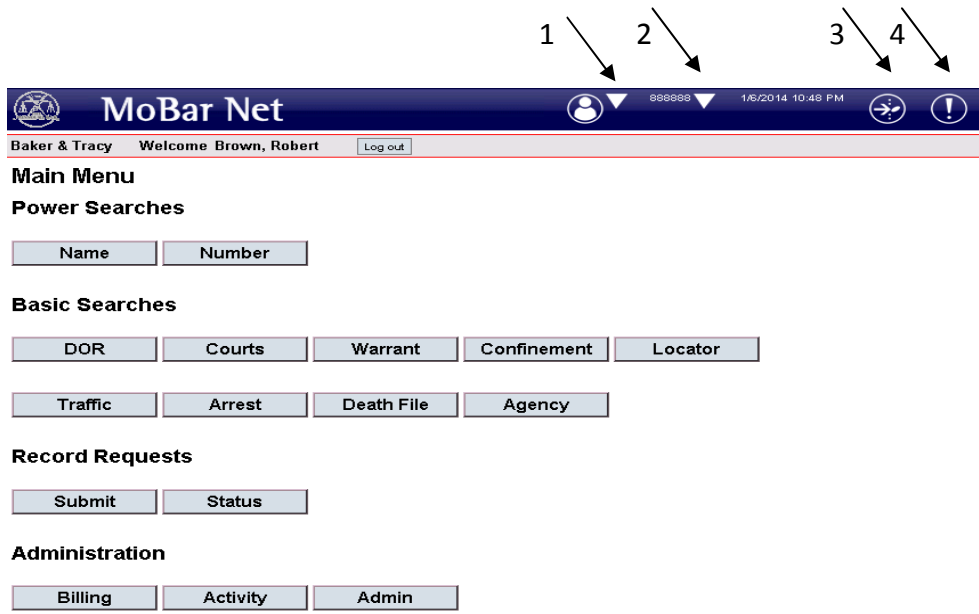 1 2 3 4
MoBar Net 888888 1/6/2014 10:48 PM
Baker & Tracy Welcome Brown, Robert Log out
Main Menu
Power Searches
Name Number
Basic Searches
DOR Courts Warrant Confinement Locator
Traffic Arrest Death File Agency
Record Requests
Submit Status
Administration
Billing Activity Admin